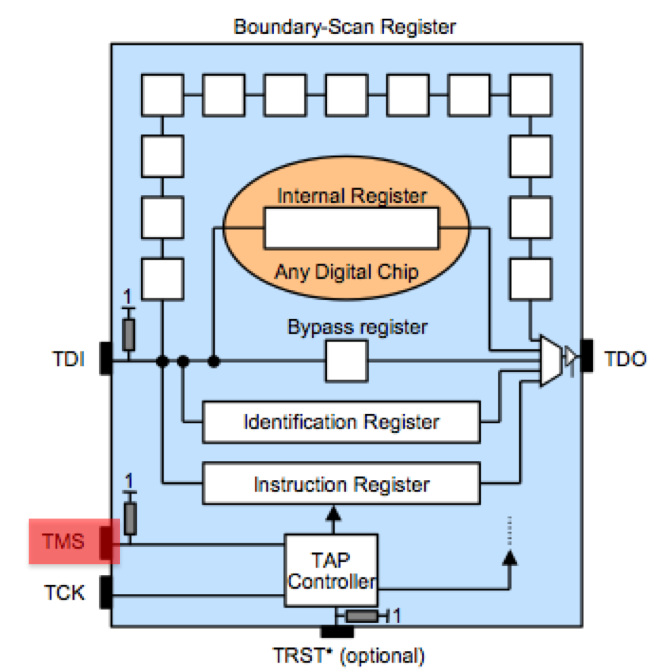 Boundary-Scan Register
Internal Register
Any Digital Chip
1
Bypass register
TDI
TDO
Identification Register
1
Instruction Register
TMS
TAP
Controller
TCK
1
TRST* (optional)